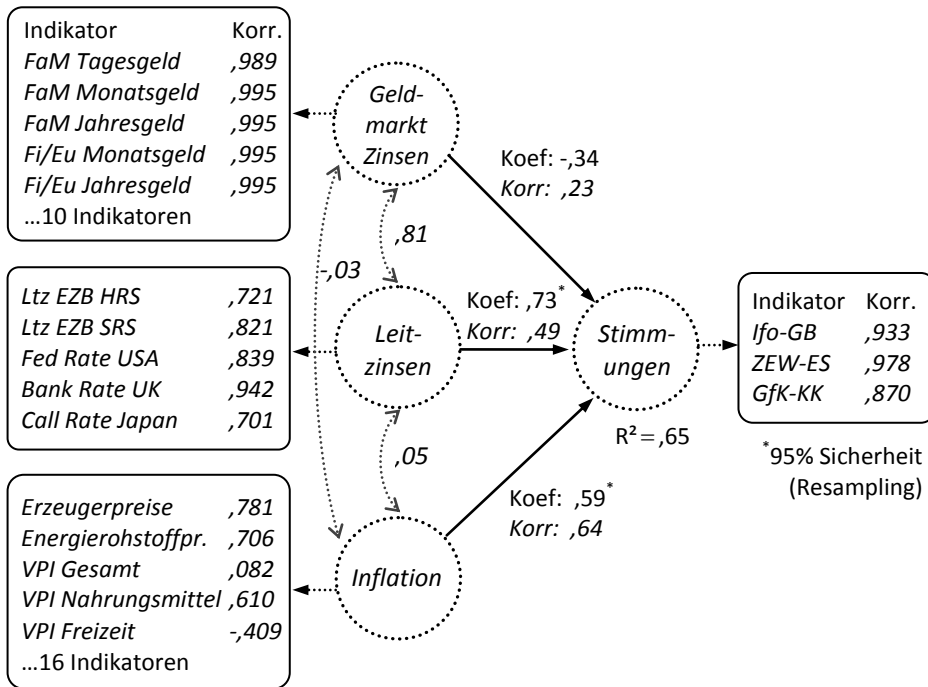 Indikator Korr.
FaM Tagesgeld ,989
FaM Monatsgeld ,995
FaM Jahresgeld ,995
Fi/Eu Monatsgeld ,995
Fi/Eu Jahresgeld ,995
...10 Indikatoren
Geld-
markt
Zinsen
Koef: -,34
Korr: ,23
,81
-,03
Ltz EZB HRS ,721
Ltz EZB SRS ,821
Fed Rate USA ,839
Bank Rate UK ,942
Call Rate Japan ,701
Leit-
zinsen
Koef: ,73*
Korr: ,49
Stimm-
ungen
R² = ,65
Indikator Korr.
Ifo-GB ,933
ZEW-ES ,978
GfK-KK ,870
*95% Sicherheit
(Resampling)
,05
Erzeugerpreise ,781
Energierohstoffpr. ,706
VPI Gesamt ,082
VPI Nahrungsmittel ,610
VPI Freizeit -,409
...16 Indikatoren
Inflation
Koef: ,59*
Korr: ,64